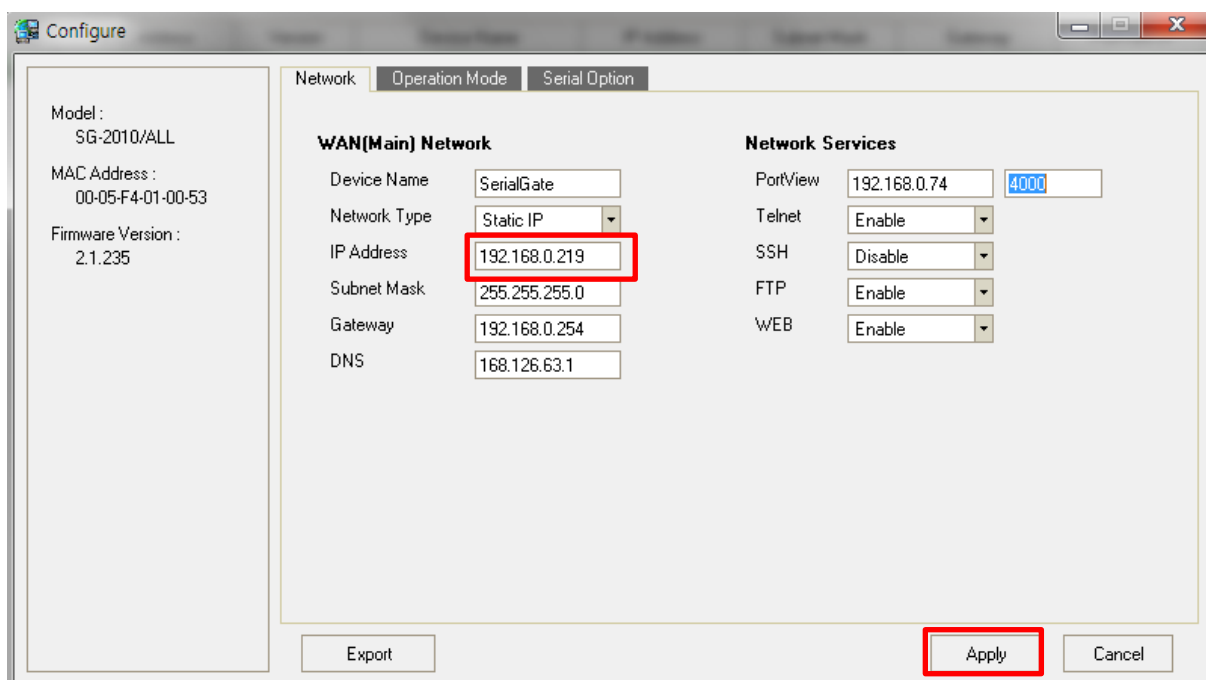 Configure
Model :
SG-2010/ALL
MAC Address :
00-05-F4-01-00-53
Firmware Version :
2.1.235
Network Operation Mode Serial Option
WAN(Main) Network
Device Name SerialGate
Network Type Static IP
IP Address 192.168.0.219
Subnet Mask 255.255.255.0
Gateway 192.168.0.254
DNS 168.126.63.1
Network Services
PortView 192.168.0.74 4000
Telnet Enable
SSH Disable
FTP Enable
WEB Enable
Export Apply Cancel